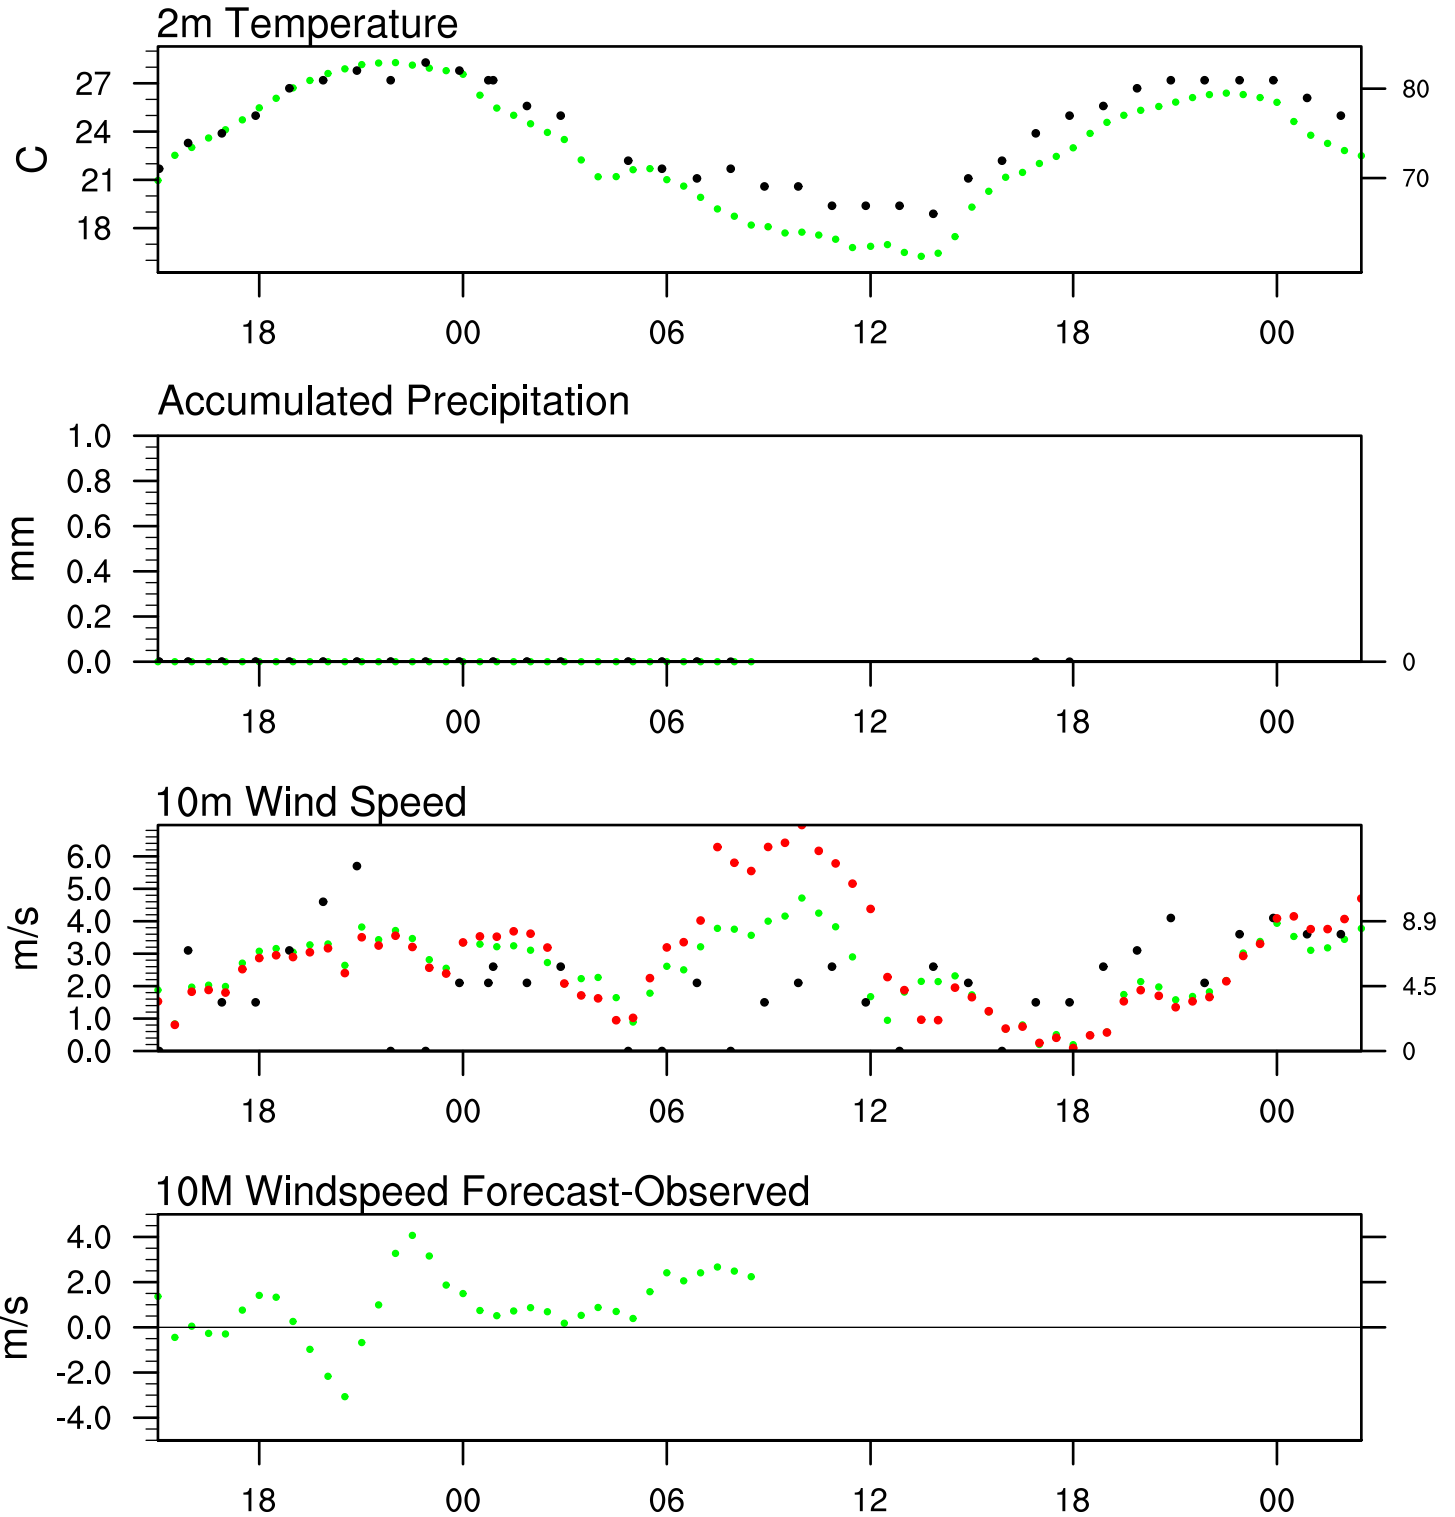 2m Temperature
27
24
21
18
C
80
70
18 00 06 12 18 00
Accumulated Precipitation
1.0
0.8
0.6
0.4
0.2
0.0
mm
0
18 00 06 12 18 00
10m Wind Speed
6.0
5.0
4.0
3.0
2.0
1.0
0.0
m/s
8.9
4.5
0
18 00 06 12 18 00
10M Windspeed Forecast-Observed
4.0
2.0
0.0
-2.0
-4.0
m/s
18 00 06 12 18 00